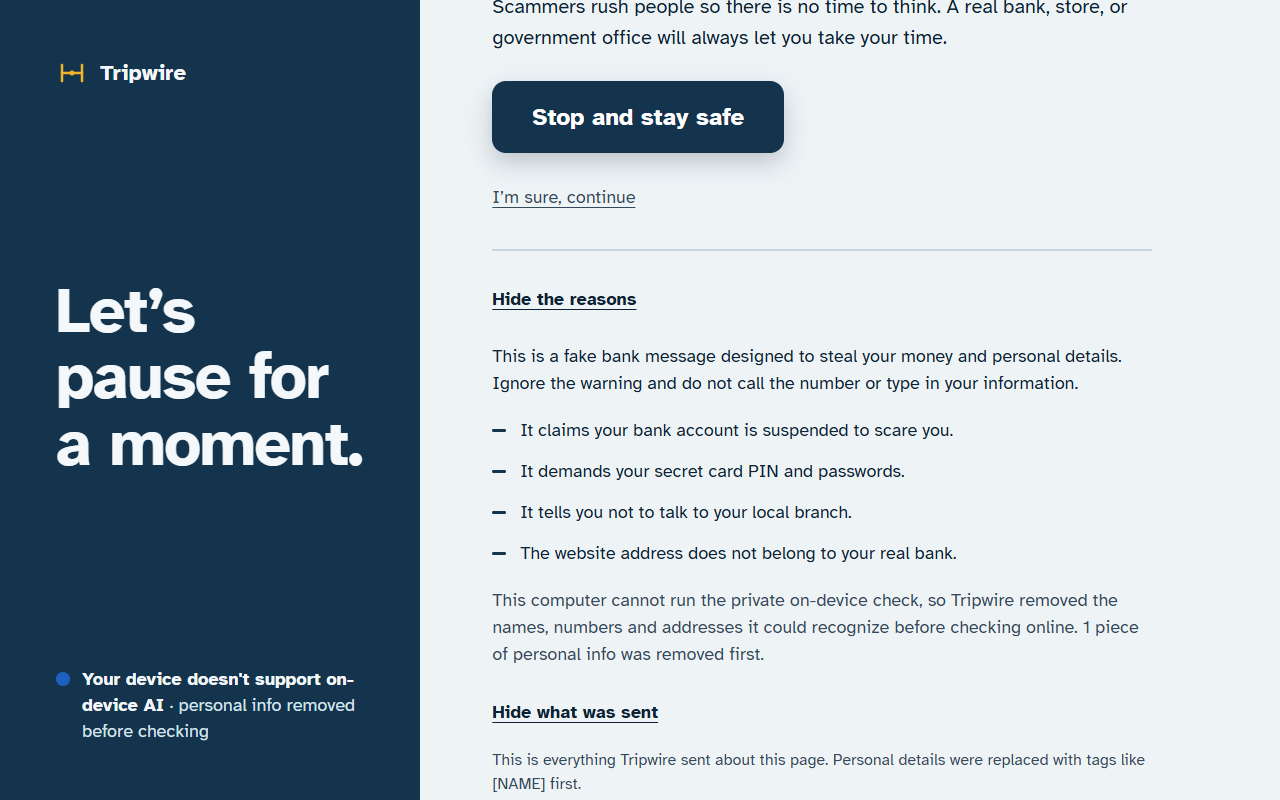 Tripwire
Let’s
pause for
a moment.
Your device doesn't support on-
device AI · personal info removed
before checking
Scammers rush people so there is no time to think. A real bank, store, or
government office will always let you take your time.
Stop and stay safe
I’m sure, continue
Hide the reasons
This is a fake bank message designed to steal your money and personal details.
Ignore the warning and do not call the number or type in your information.
It claims your bank account is suspended to scare you.
It demands your secret card PIN and passwords.
It tells you not to talk to your local branch.
The website address does not belong to your real bank.
This computer cannot run the private on-device check, so Tripwire removed the
names, numbers and addresses it could recognize before checking online. 1 piece
of personal info was removed first.
Hide what was sent
This is everything Tripwire sent about this page. Personal details were replaced with tags like
[NAME] first.